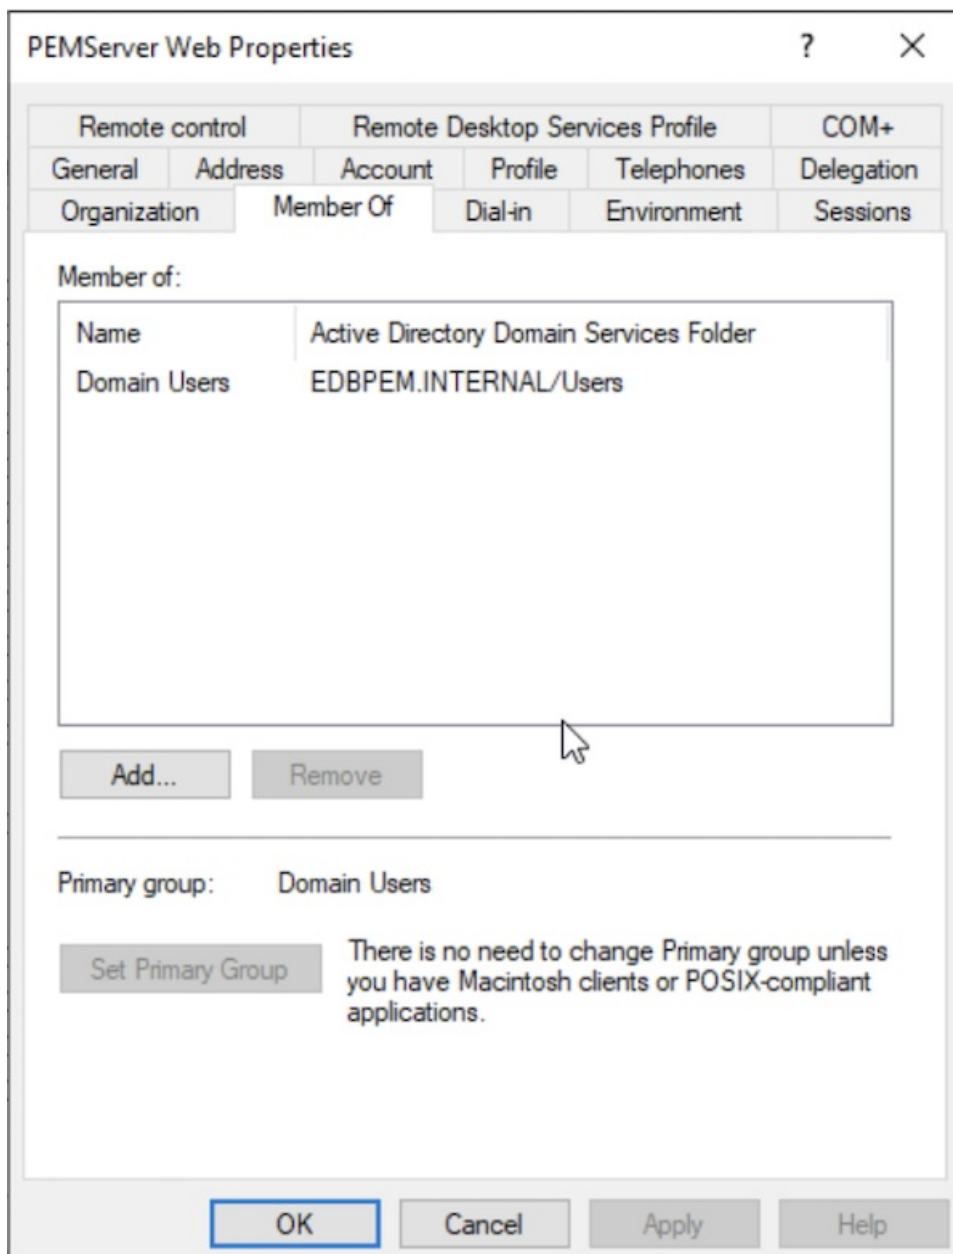 PEMServer Web Properties
?
Remote control Remote Desktop Services Profile COM+
General Address Account Profile Telephones Delegation
Organization Member Of Dial-in Environment Sessions
Member of:
Name Active Directory Domain Services Folder
Domain Users EDBPEM.INTERNAL/Users
Add... Remove
Primary group: Domain Users
Set Primary Group
There is no need to change Primary group unless
you have Macintosh clients or POSIX-compliant
applications.
OK Cancel Apply Help